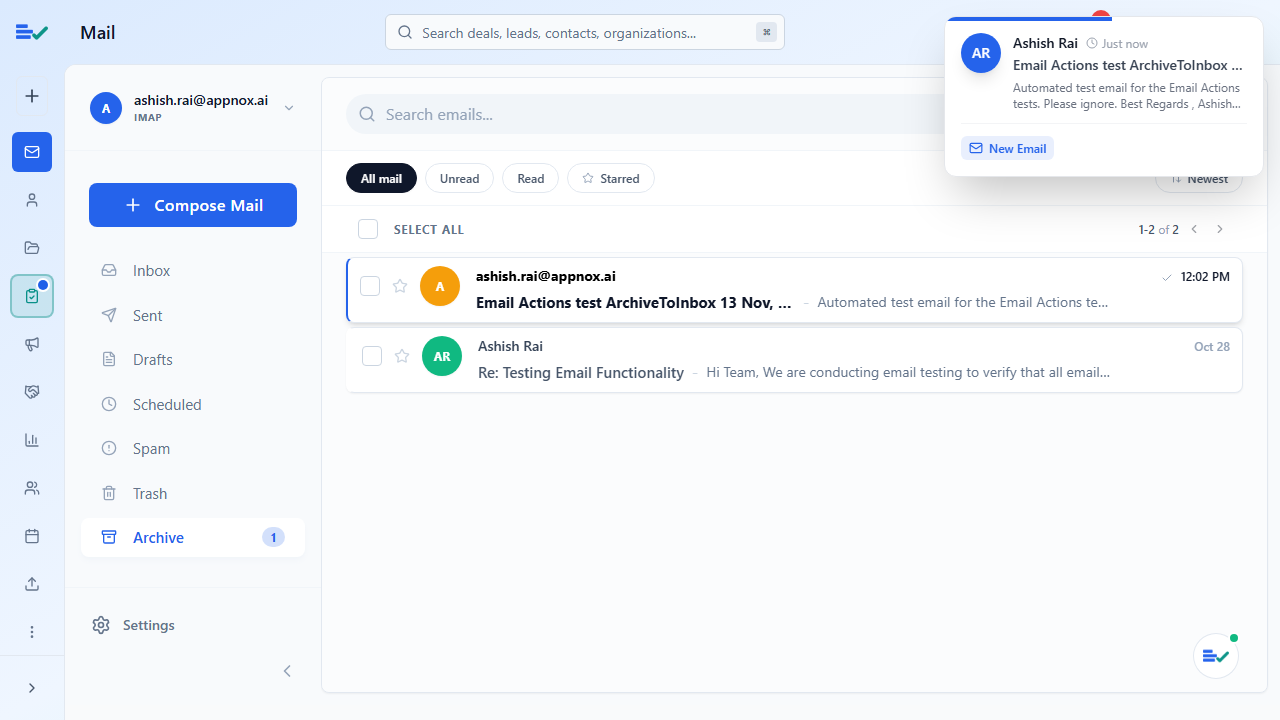 Mail
Search deals, leads, contacts, organizations...
⌘
AR
Ashish Rai
Just now
Email Actions test ArchiveToInbox ...
Automated test email for the Email Actions
tests. Please ignore. Best Regards , Ashish...
New Email
A
ashish.rai@appnox.ai
IMAP
Compose Mail
Inbox
Sent
Drafts
Scheduled
Spam
Trash
Archive
1
Settings
Search emails...
All mail
Unread
Read
Starred
Newest
SELECT ALL
1-2 of 2
A
ashish.rai@appnox.ai
12:02 PM
Email Actions test ArchiveToInbox 13 Nov, ...
- Automated test email for the Email Actions te...
AR
Ashish Rai
Oct 28
Re: Testing Email Functionality
- Hi Team, We are conducting email testing to verify that all email...